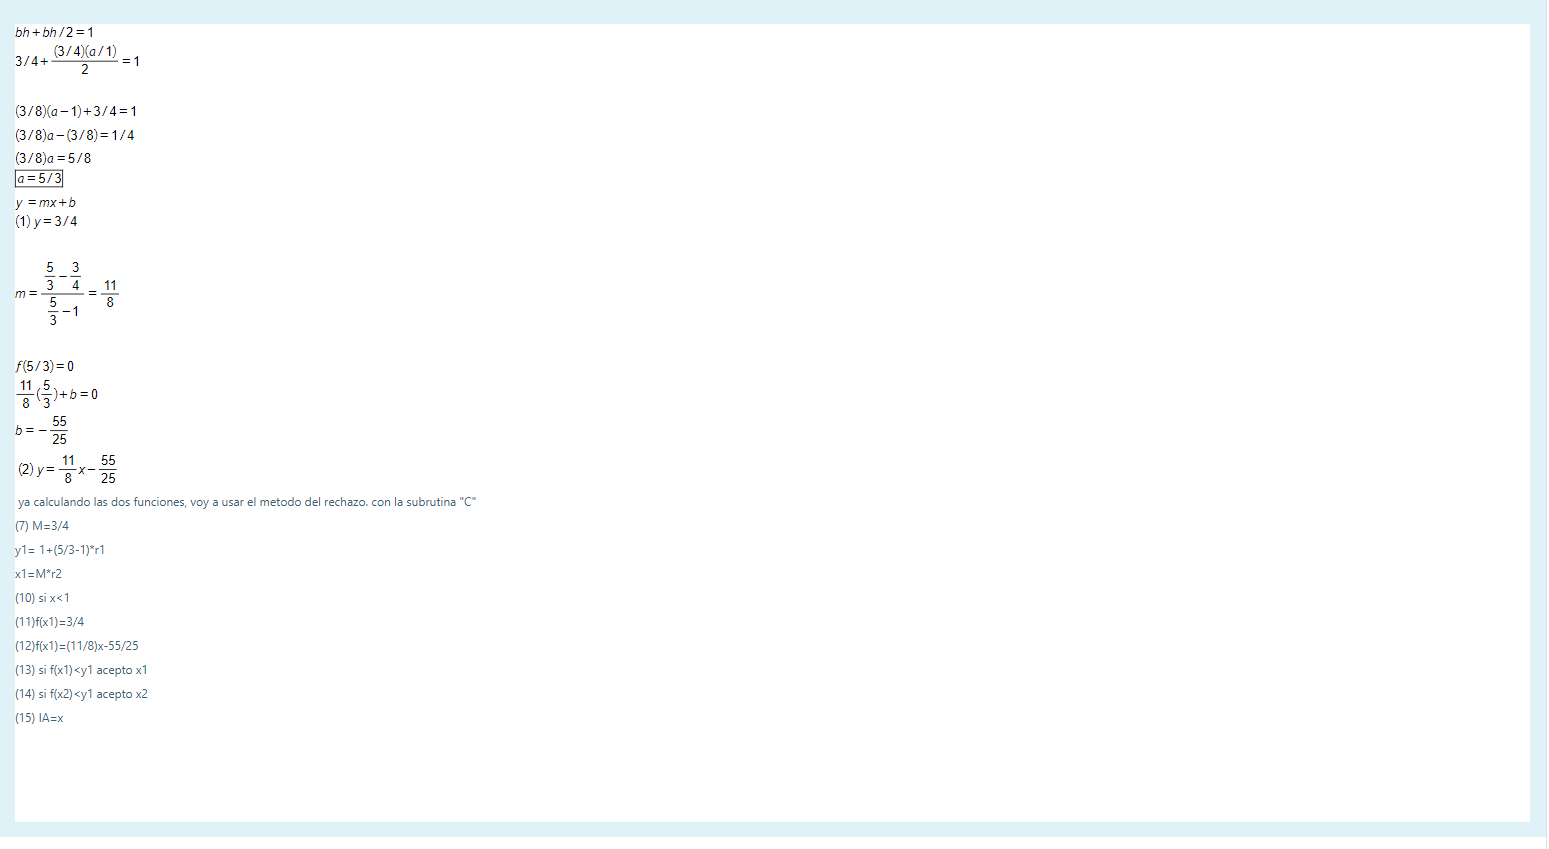 bh+bh/2=1
3/4+ (3/4)(a/1) / 2 =1
(3/8)(a−1)+3/4=1
(3/8)a−(3/8)=1/4
(3/8)a=5/8
a=5/3
y =mx+b
(1) y=3/4
m= (5/3 − 3/4) / (5/3 −1) = 11/8
f(5/3)=0
11/8 (5/3)+b=0
b= − 55/25
(2) y= 11/8 x− 55/25
ya calculando las dos funciones, voy a usar el metodo del rechazo. con la subrutina "C"
(7) M=3/4
y1= 1+(5/3-1)*r1
x1=M*r2
(10) si x<1
(11)f(x1)=3/4
(12)f(x1)=(11/8)x-55/25
(13) si f(x1)<y1 acepto x1
(14) si f(x2)<y1 acepto x2
(15) IA=x